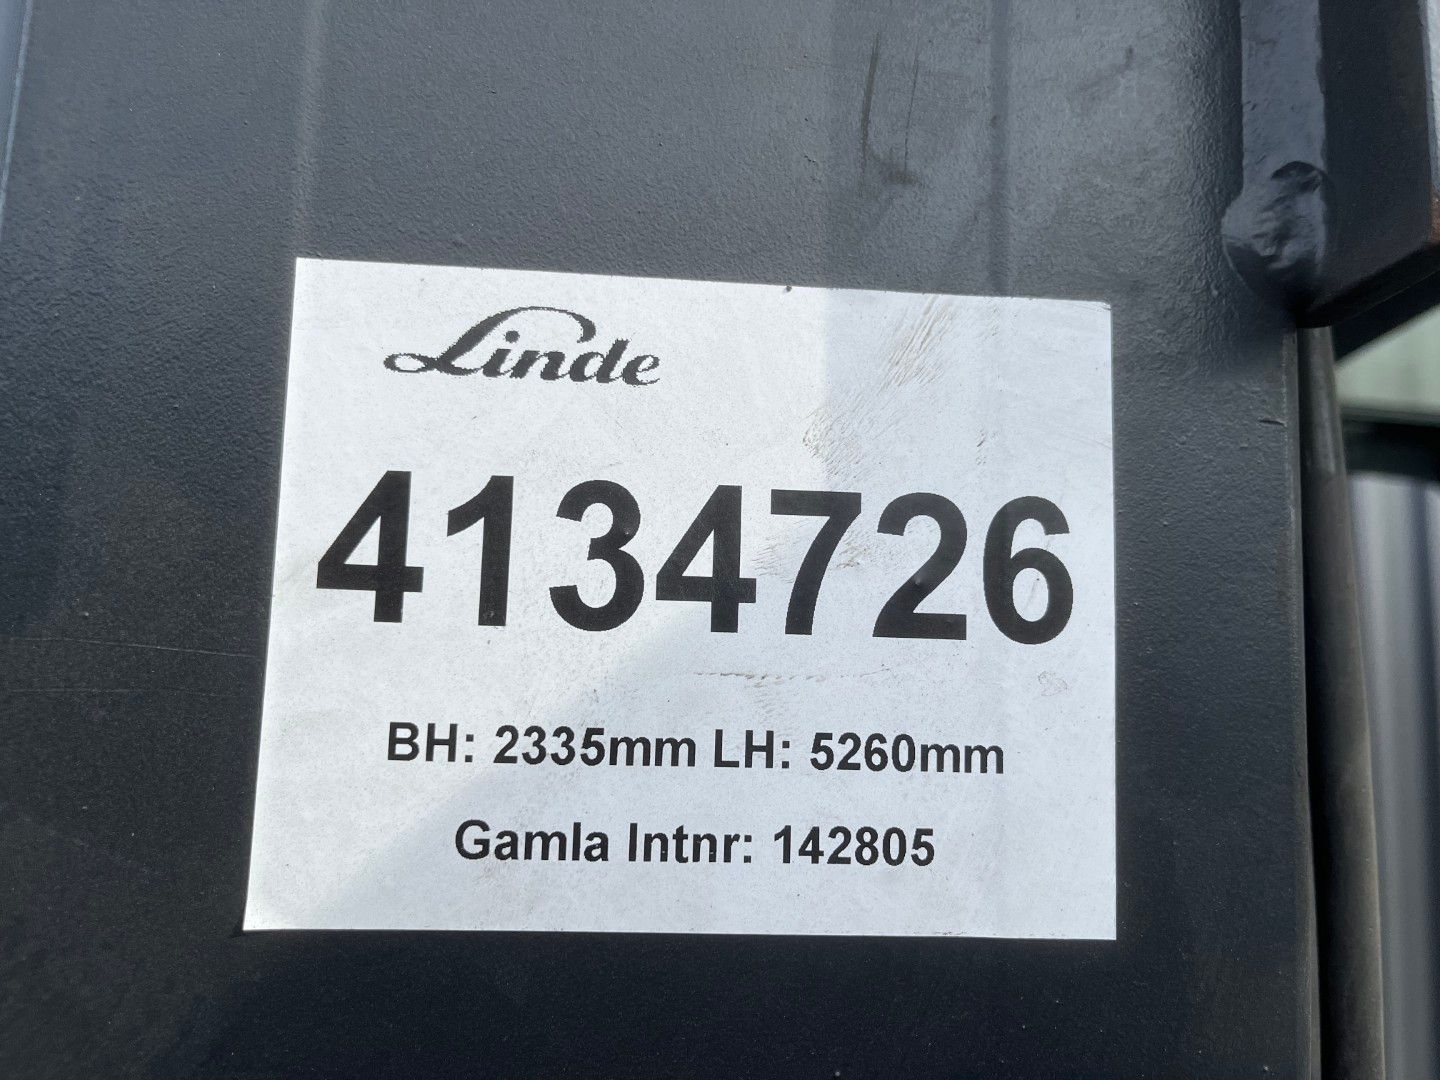 Linde
4134726
BH: 2335mm LH: 5260mm
Gamla Intnr: 142805